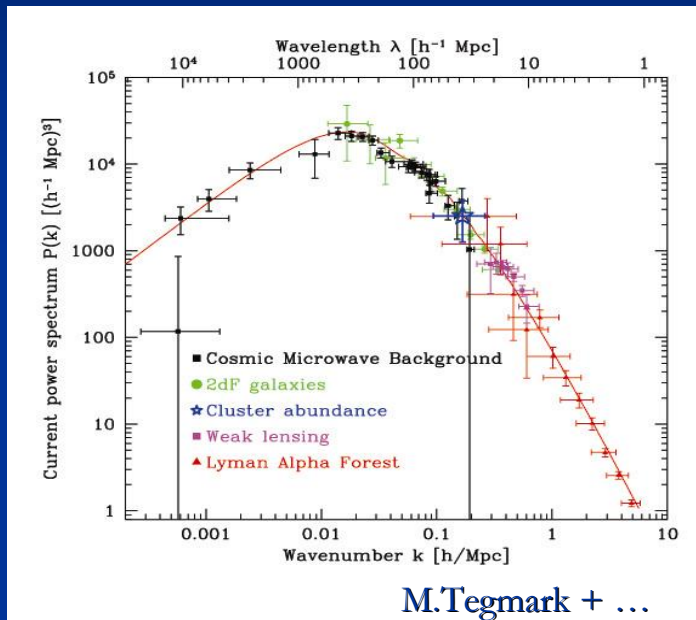 Wavelength λ [h⁻¹ Mpc)
10⁴ 1000 100 10 1
Current power spectrum P(k) [(h⁻¹ Mpc)³]
10⁵
10⁴
1000
100
10
1
Cosmic Microwave Background
2dF galaxies
Cluster abundance
Weak lensing
Lyman Alpha Forest
0.001 0.01 0.1 1 10
Wavenumber k [h/Mpc]
M.Tegmark + ...